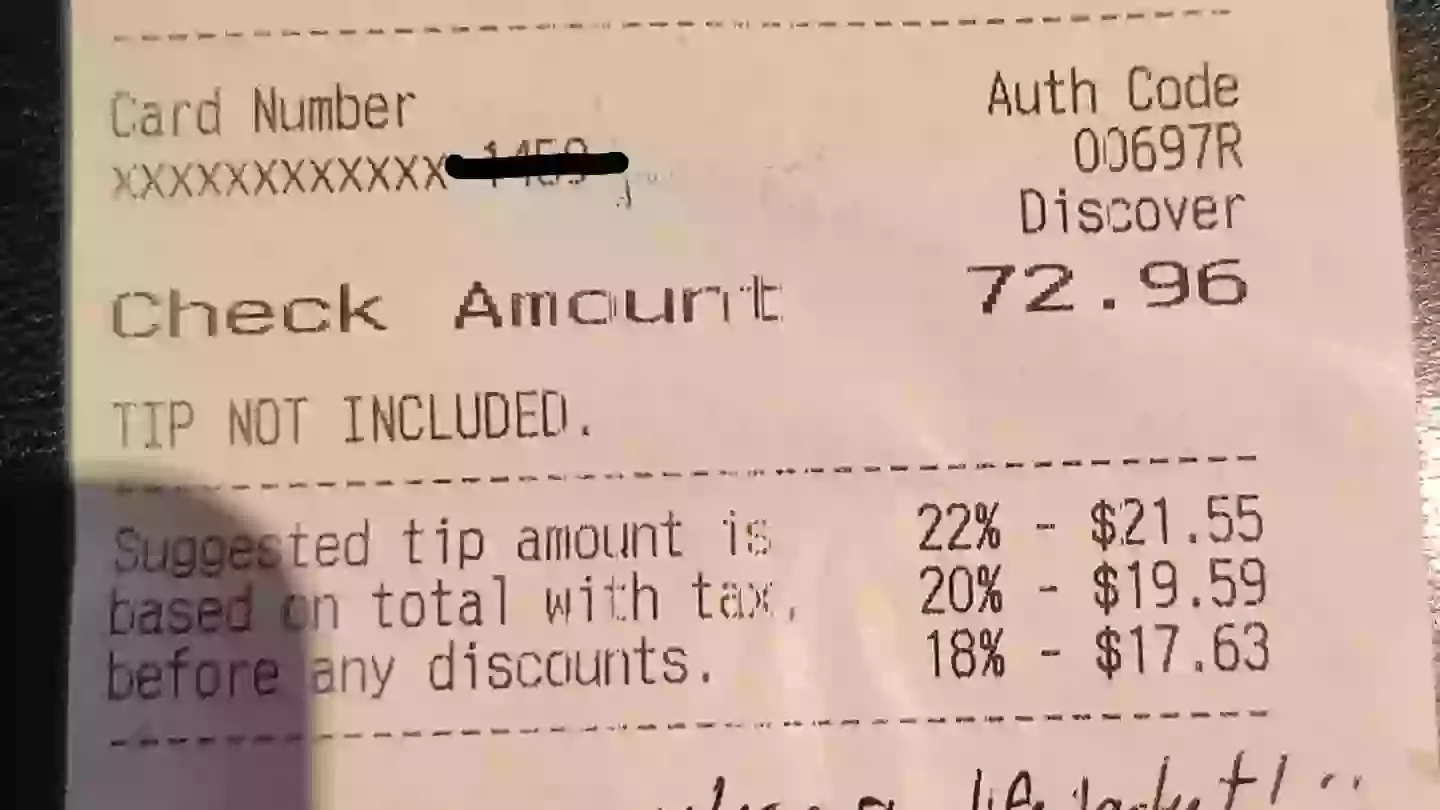 Card Number Auth Code
XXXXXXXXXXXX 00697R
Discover
Check Amount 72.96
TIP NOT INCLUDED.
Suggested tip amount is 22% - $21.55
based on total with tax, 20% - $19.59
before any discounts. 18% - $17.63